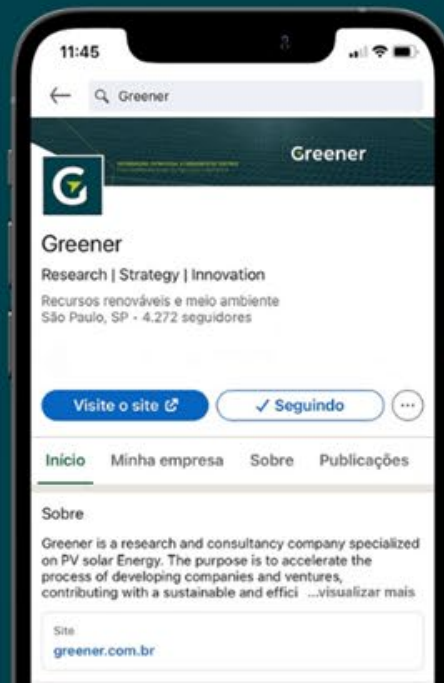 11:45
Greener
Greener
G
Greener
Research | Strategy | Innovation
Recursos renováveis e meio ambiente
São Paulo, SP • 4.272 seguidores
Visite o site
✓ Seguindo
Início Minha empresa Sobre Publicações
Sobre
Greener is a research and consultancy company specialized
on PV solar Energy. The purpose is to accelerate the
process of developing companies and ventures,
contributing with a sustainable and effici ...visualizar mais
Site
greener.com.br